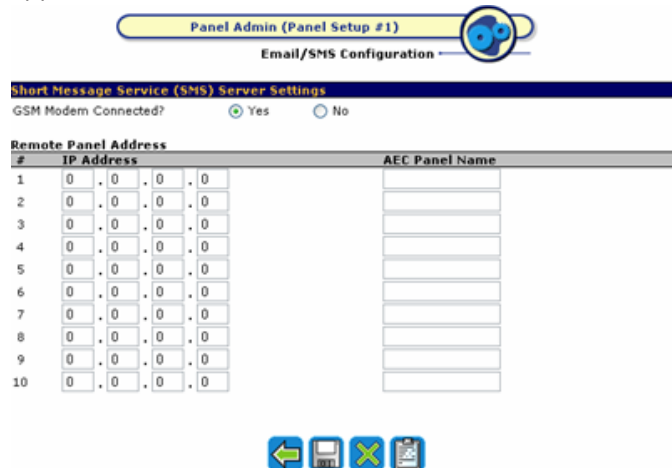 Panel Admin (Panel Setup #1)
Email/SMS Configuration
Short Message Service (SMS) Server Settings
GSM Modem Connected? Yes No
Remote Panel Address
# IP Address AEC Panel Name
1 0 . 0 . 0 . 0
2 0 . 0 . 0 . 0
3 0 . 0 . 0 . 0
4 0 . 0 . 0 . 0
5 0 . 0 . 0 . 0
6 0 . 0 . 0 . 0
7 0 . 0 . 0 . 0
8 0 . 0 . 0 . 0
9 0 . 0 . 0 . 0
10 0 . 0 . 0 . 0